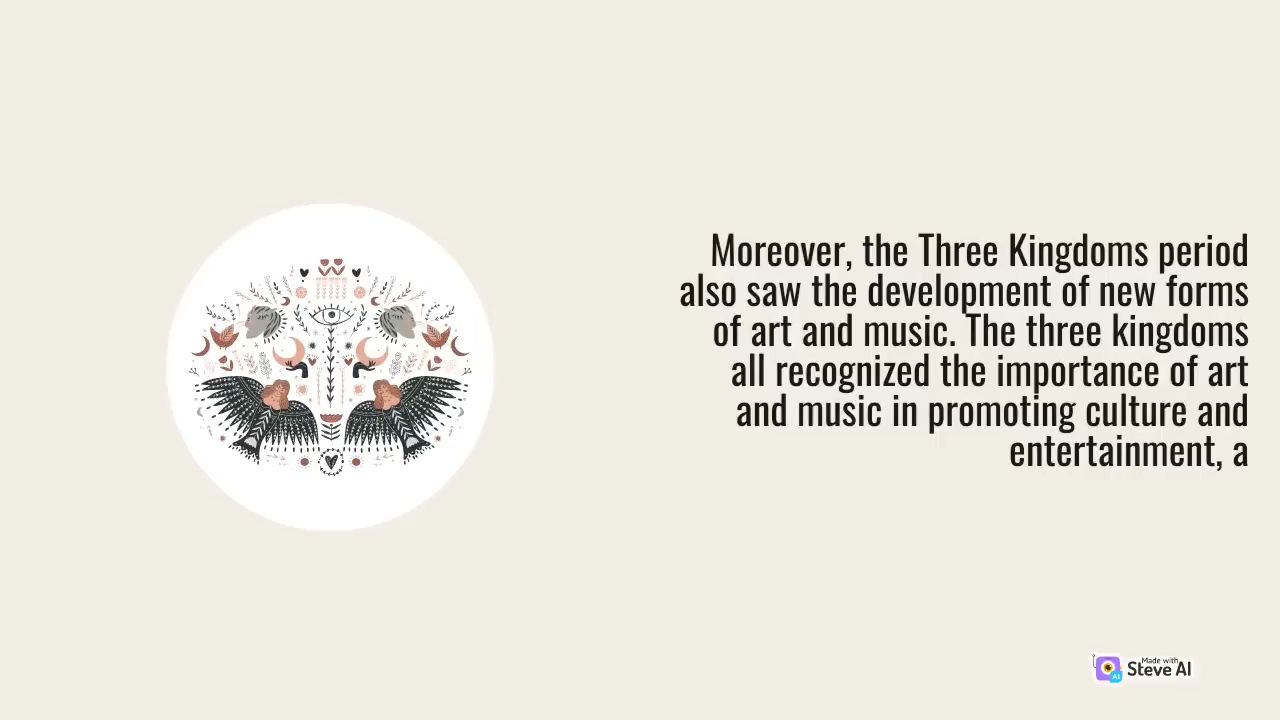 Moreover, the Three Kingdoms period
also saw the development of new forms
of art and music. The three kingdoms
all recognized the importance of art
and music in promoting culture and
entertainment, a
Made with
Steve AI
AI